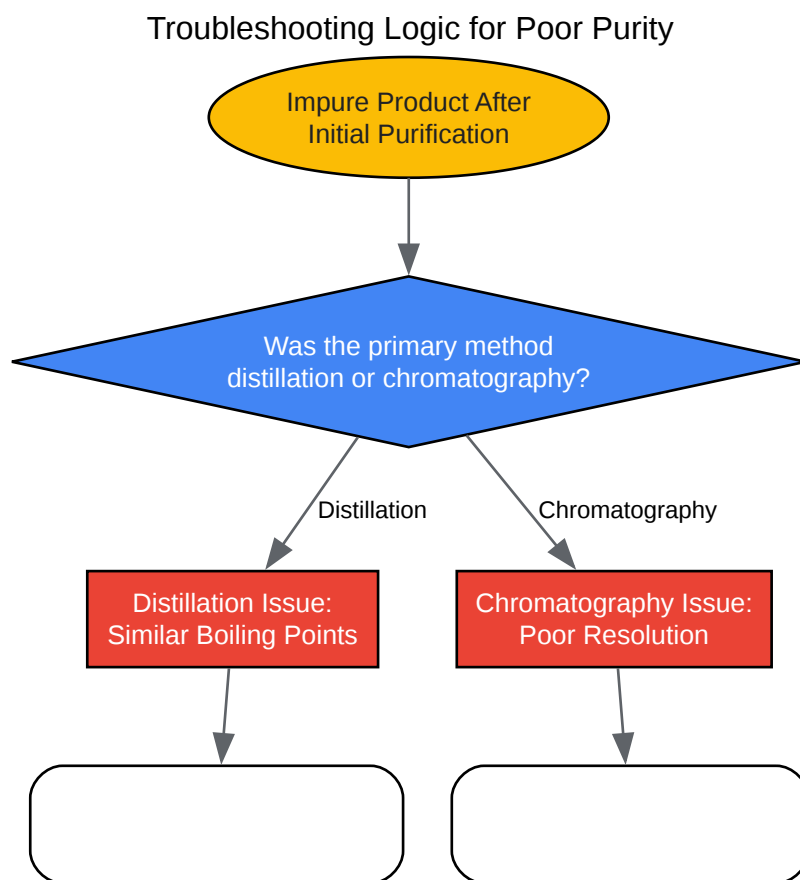 Troubleshooting Logic for Poor Purity
Impure Product After
Initial Purification
Was the primary method
distillation or chromatography?
Distillation
Chromatography
Distillation Issue:
Similar Boiling Points
Chromatography Issue:
Poor Resolution